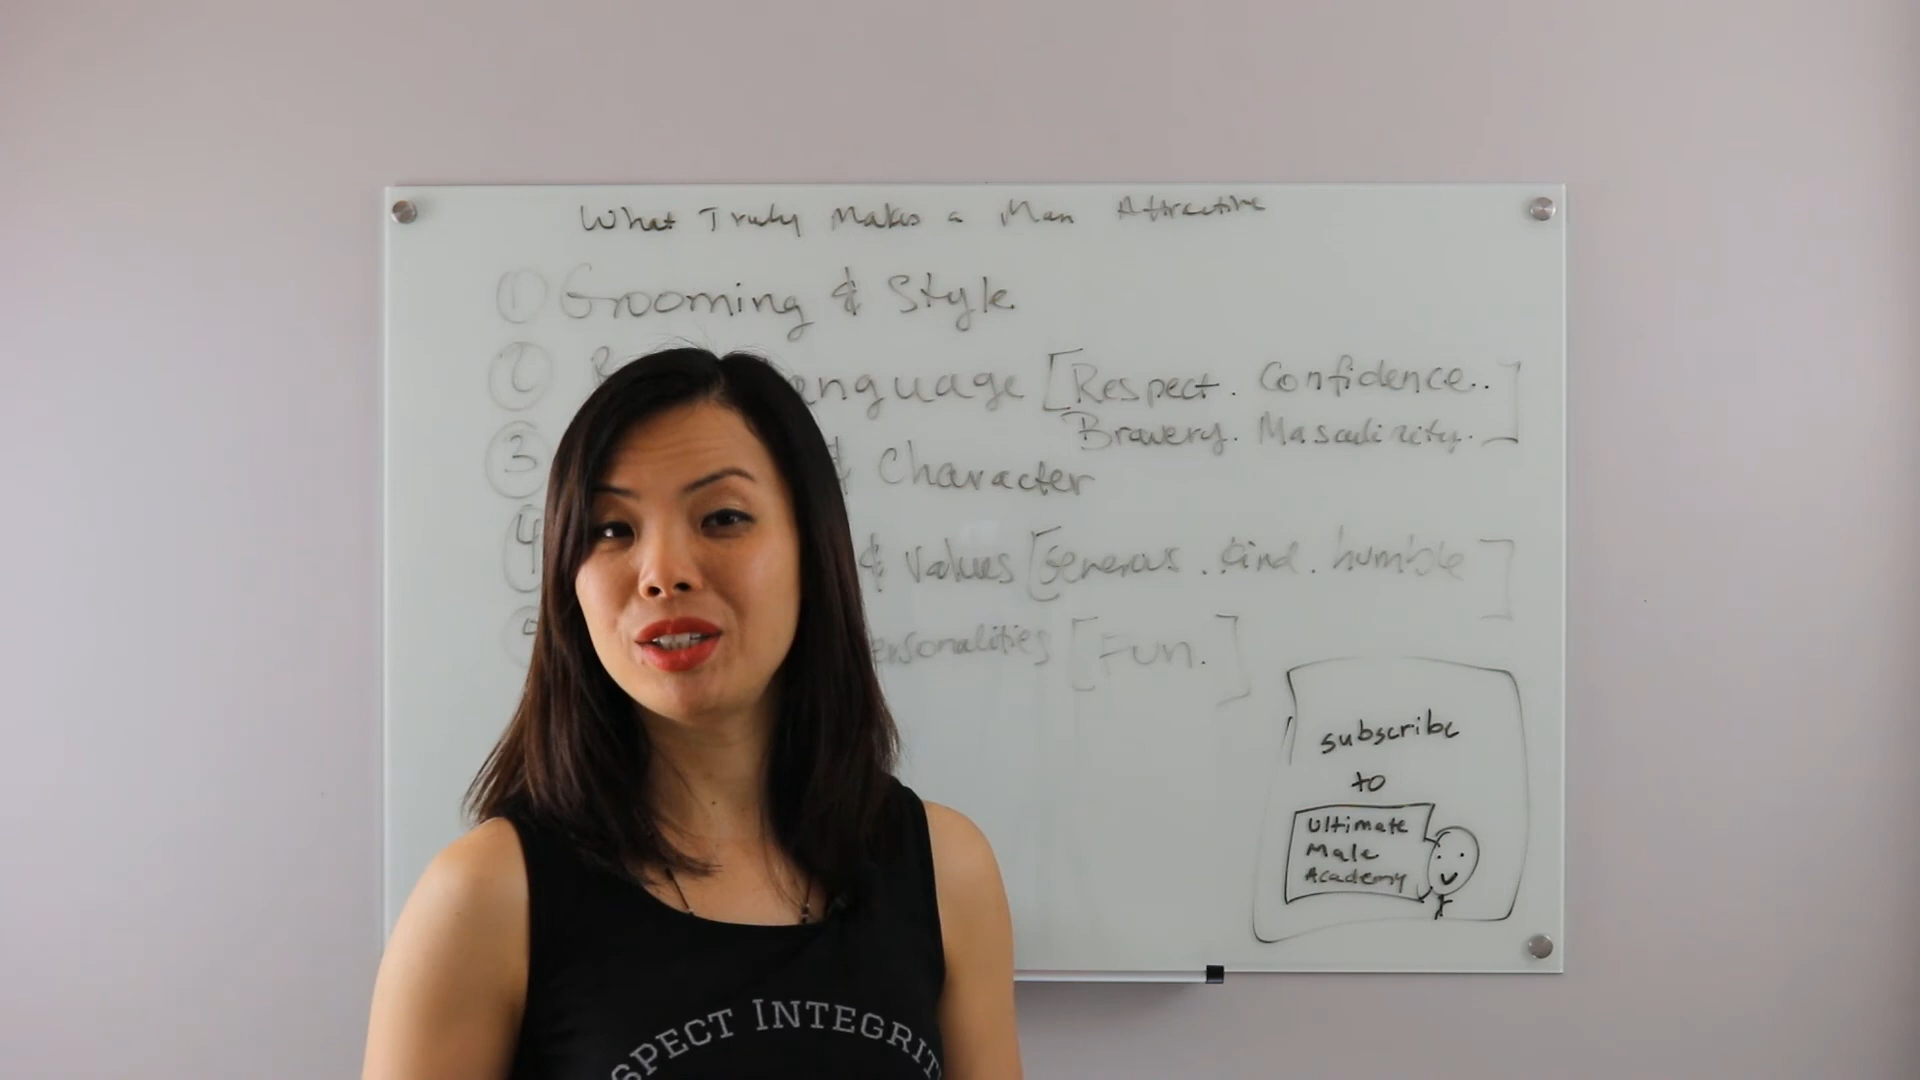 What Truly Makes a Man Attractive
① Grooming & Style
② Language [Respect. Confidence..
Bravery. Masculinity. ]
③ & Character
④ & Values [Generous. kind. humble ]
Personalities [Fun. ]
subscribe
to
Ultimate
Male
Academy
SPECT INTEGRIT